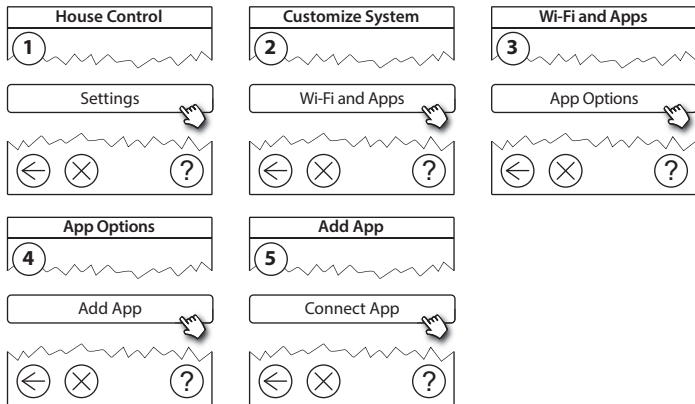 House Control
1
Settings
?
Customize System
2
Wi-Fi and Apps
?
Wi-Fi and Apps
3
App Options
?
App Options
4
Add App
?
Add App
5
Connect App
?